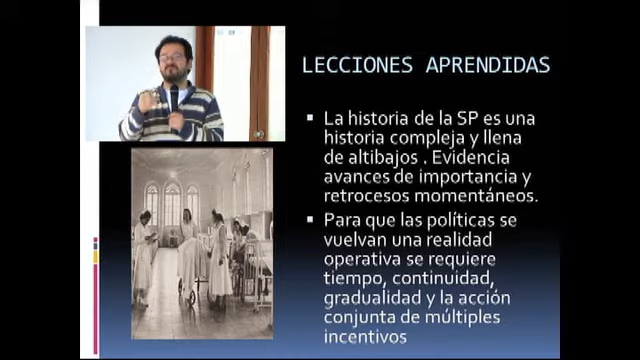 LECCIONES APRENDIDAS
La historia de la SP es una
historia compleja y llena
de altibajos . Evidencia
avances de importancia y
retrocesos momentáneos.
Para que las políticas se
vuelvan una realidad
operativa se requiere
tiempo, continuidad,
gradualidad y la acción
conjunta de múltiples
incentivos